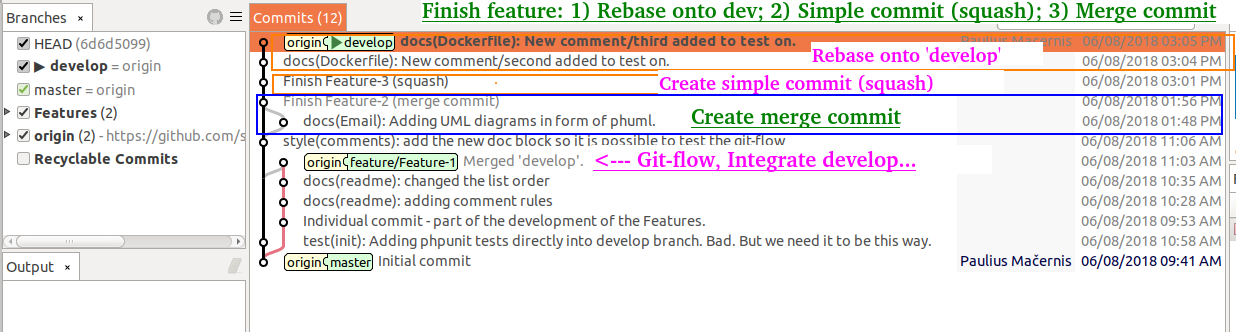 Branches ×
Commits (12)
Finish feature: 1) Rebase onto dev; 2) Simple commit (squash); 3) Merge commit
HEAD (6d6d5099)
develop = origin
master = origin
Features (2)
origin (2) - https://github.com/s
Recyclable Commits
Output ×
origin develop docs(Dockerfile): New comment/third added to test on. Paulius Mačernis 06/08/2018 03:05 PM
docs(Dockerfile): New comment/second added to test on. 06/08/2018 03:04 PM
Rebase onto 'develop'
Finish Feature-3 (squash) 06/08/2018 03:01 PM
Create simple commit (squash)
Finish Feature-2 (merge commit) 06/08/2018 01:56 PM
docs(Email): Adding UML diagrams in form of phuml. 06/08/2018 01:48 PM
Create merge commit
style(comments): add the new doc block so it is possible to test the git-flow 06/08/2018 11:06 AM
origin feature/Feature-1 Merged 'develop'. 06/08/2018 11:03 AM
<--- Git-flow, Integrate develop...
docs(readme): changed the list order 06/08/2018 10:35 AM
docs(readme): adding comment rules 06/08/2018 10:28 AM
Individual commit - part of the development of the Features. 06/08/2018 09:53 AM
test(init): Adding phpunit tests directly into develop branch. Bad. But we need it to be this way. 06/08/2018 10:58 AM
origin master Initial commit Paulius Mačernis 06/08/2018 09:41 AM